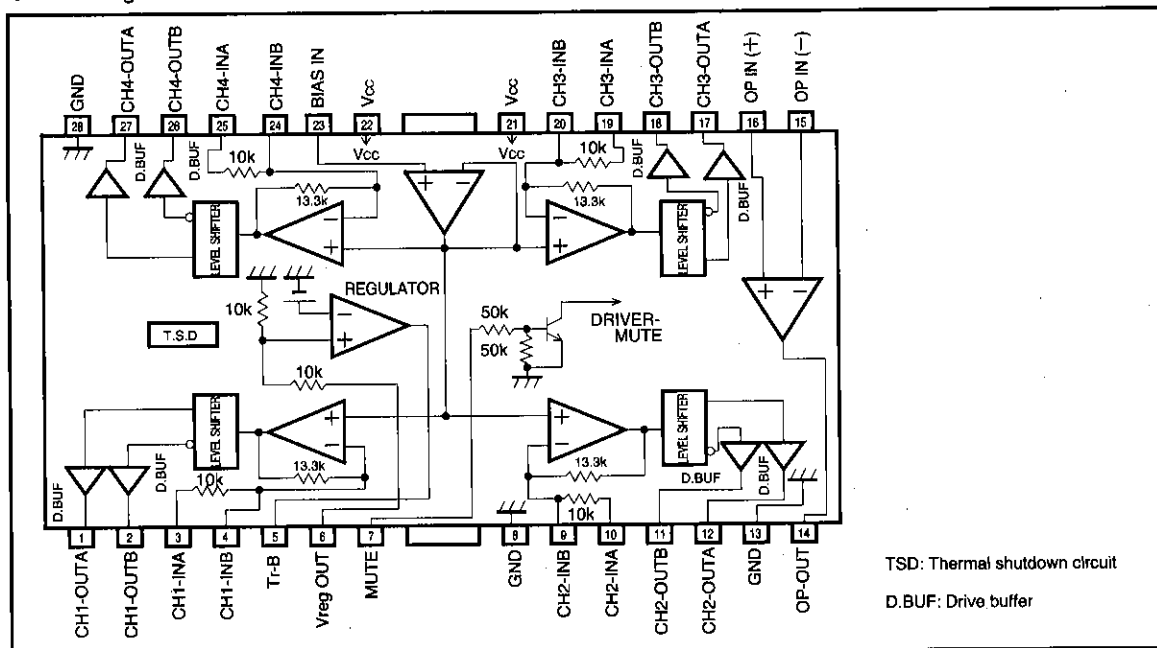 GND
CH4-OUTA
CH4-OUTB
CH4-INA
CH4-INB
BIAS IN
Vcc
Vcc
CH3-INB
CH3-INA
CH3-OUTB
CH3-OUTA
OP IN (+)
OP IN (−)
28 27 26 25 24 23 22 21 20 19 18 17 16 15
Vcc Vcc
D.BUF
D.BUF
10k
10k
D.BUF
D.BUF
13.3k
13.3k
LEVEL SHIFTER
LEVEL SHIFTER
+ −
− +
− +
+ −
REGULATOR
10k
− +
50k
50k
DRIVER-
MUTE
T.S.D
10k
LEVEL SHIFTER
LEVEL SHIFTER
+ −
+ −
13.3k
13.3k
D.BUF
D.BUF
10k
10k
D.BUF
D.BUF
1 2 3 4 5 6 7 8 9 10 11 12 13 14
CH1-OUTA
CH1-OUTB
CH1-INA
CH1-INB
Tr-B
Vreg OUT
MUTE
GND
CH2-INB
CH2-INA
CH2-OUTB
CH2-OUTA
GND
OP-OUT
TSD: Thermal shutdown circuit
D.BUF: Drive buffer